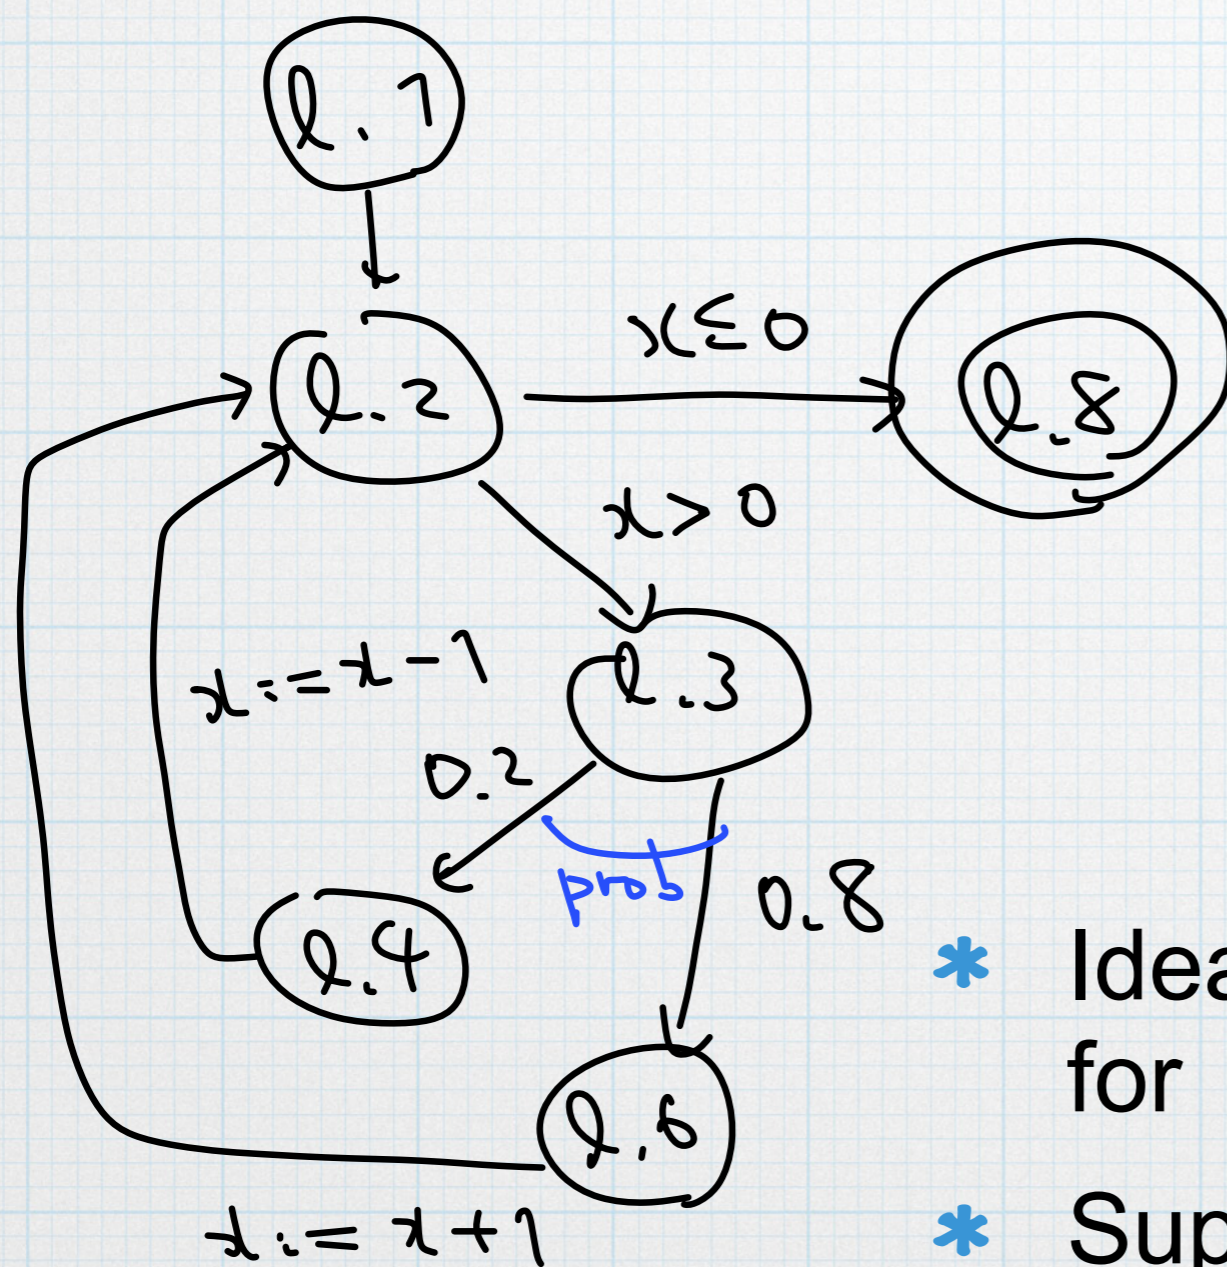 l.1
l.2
x≤0
l.8
x>0
x:=x-1
l.3
0.2
prob
0.8
l.4
* Idea
for
l.6
* Sup
x:=x+1